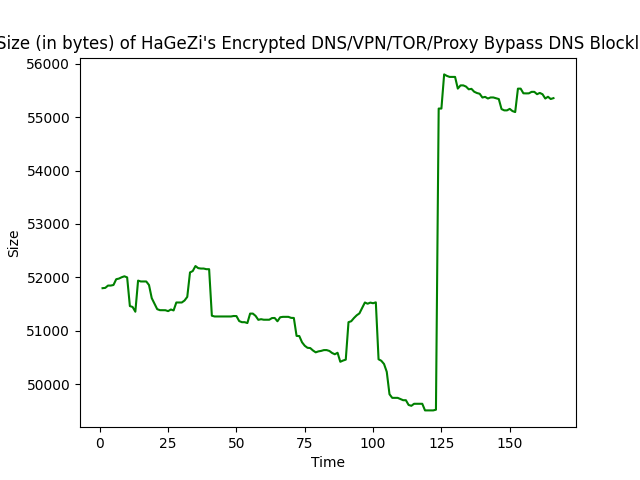 Size (in bytes) of HaGeZi's Encrypted DNS/VPN/TOR/Proxy Bypass DNS Blockl
56000
55000
54000
53000
52000
51000
50000
Size
0 25 50 75 100 125 150
Time